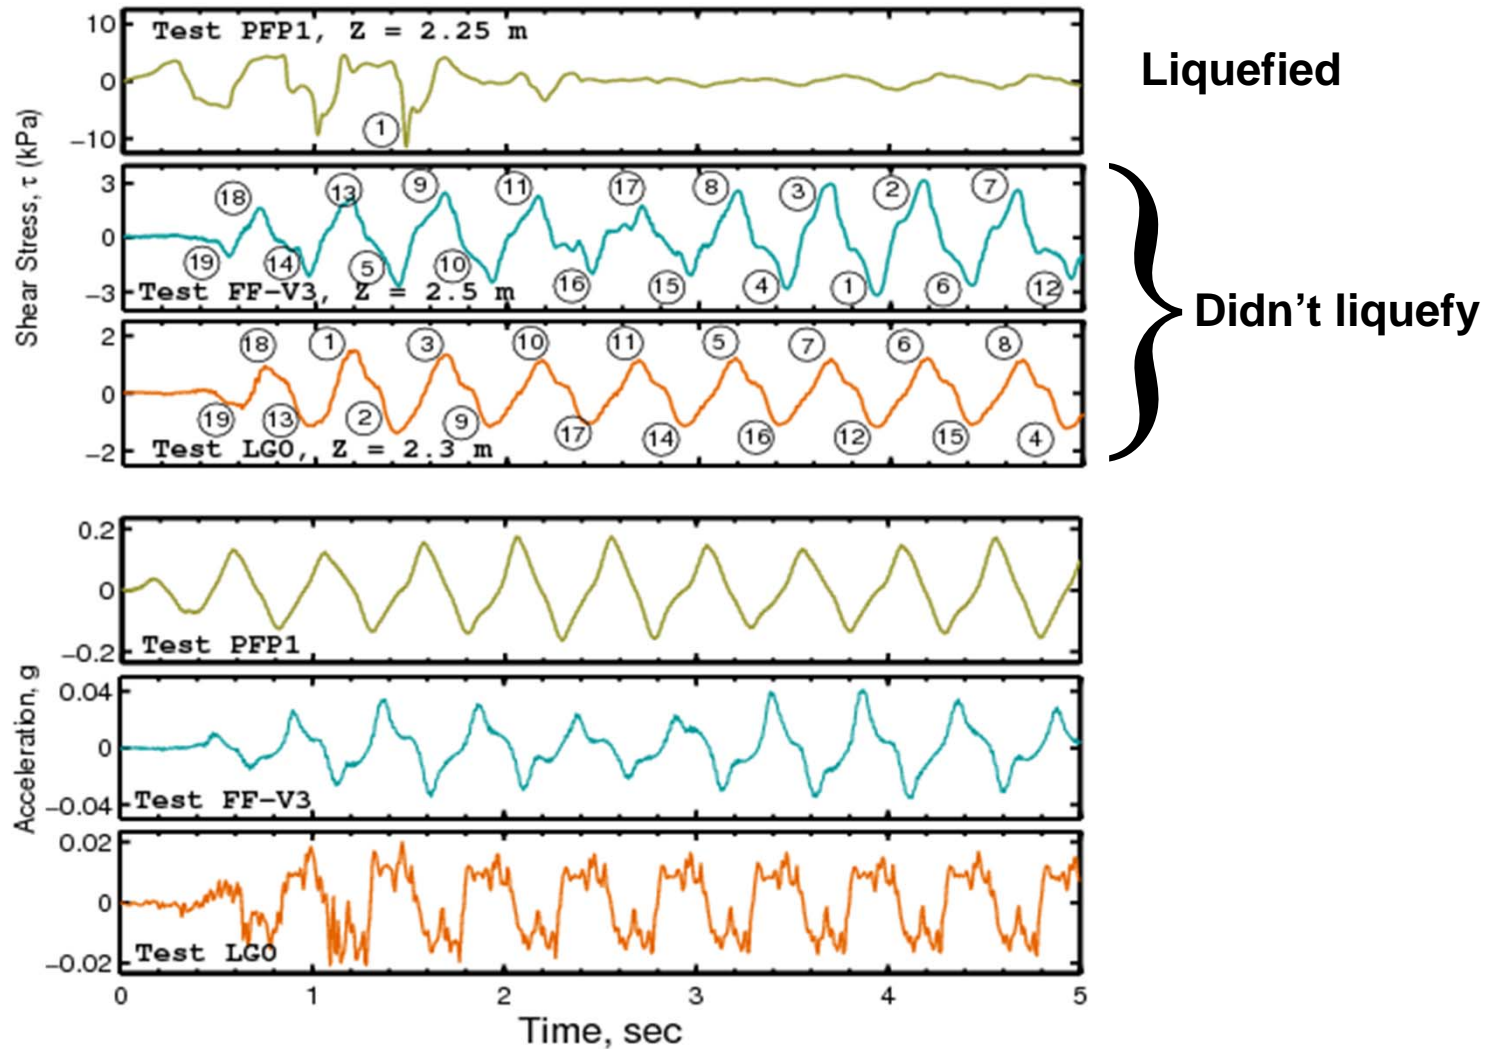 Shear Stress, τ (kPa)
10
0
−10
Test PFP1, Z = 2.25 m
1
Liquefied
3
0
−3
18 13 9 11 17 8 3 2 7
19 14 5 10 16 15 4 1 6 12
Test FF−V3, Z = 2.5 m
Didn’t liquefy
2
0
−2
18 1 3 10 11 5 7 6 8
19 13 2 9 17 14 16 12 15 4
Test LG0, Z = 2.3 m
Acceleration, g
0.2
0
−0.2
Test PFP1
0.04
0
−0.04
Test FF−V3
0.02
0
−0.02
Test LG0
0 1 2 3 4 5
Time, sec